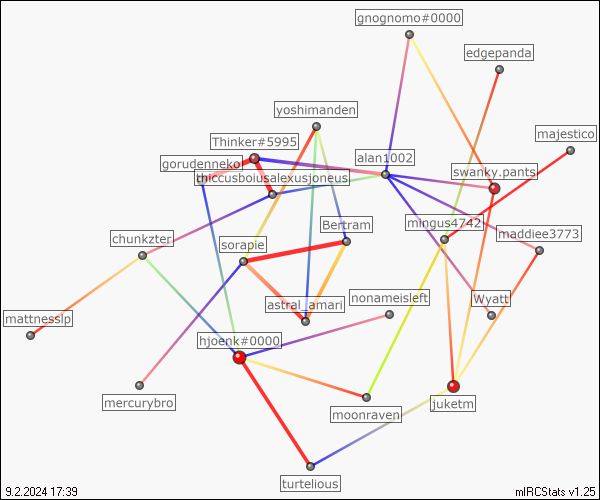 gnognomo#0000
edgepanda
yoshimanden
majestico
Thinker#5995
alan1002
gorudenneko
swanky.pants
thiccusboiusalexusjoneus
mingus4742
Bertram
maddiee3773
chunkzter
sorapie
astral_amari
nonameisleft
Wyatt
mattnesslp
hjoenk#0000
mercurybro
juketm
moonraven
turtelious
9.2.2024 17:39
mIRCStats v1.25